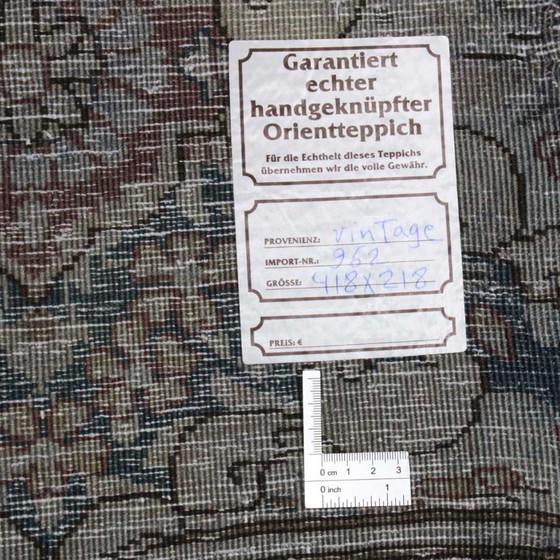 Garantiert
echter
handgeknüpfter
Orientteppich
Für die Echtheit dieses Teppichs
übernehmen wir die volle Gewähr.
PROVENIENZ: vinTage
IMPORT-NR.: 962
GRÖSSE: 418x218
PREIS: €
0 cm 1 2 3
0 inch 1